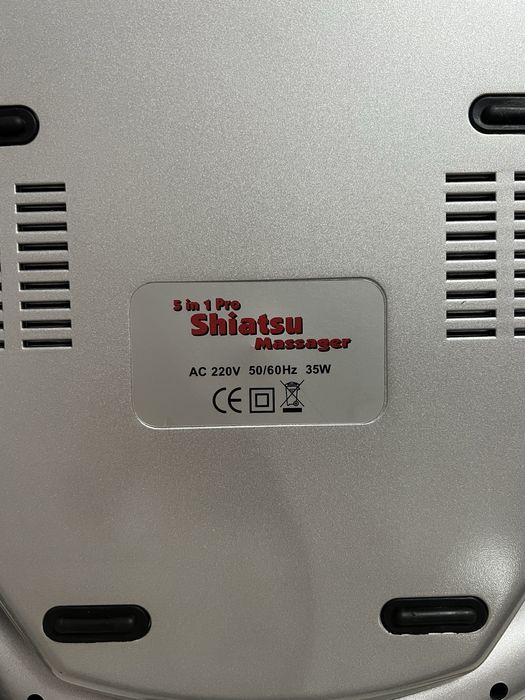 5 in 1 Pro
Shiatsu
Massager
AC 220V 50/60Hz 35W
CE